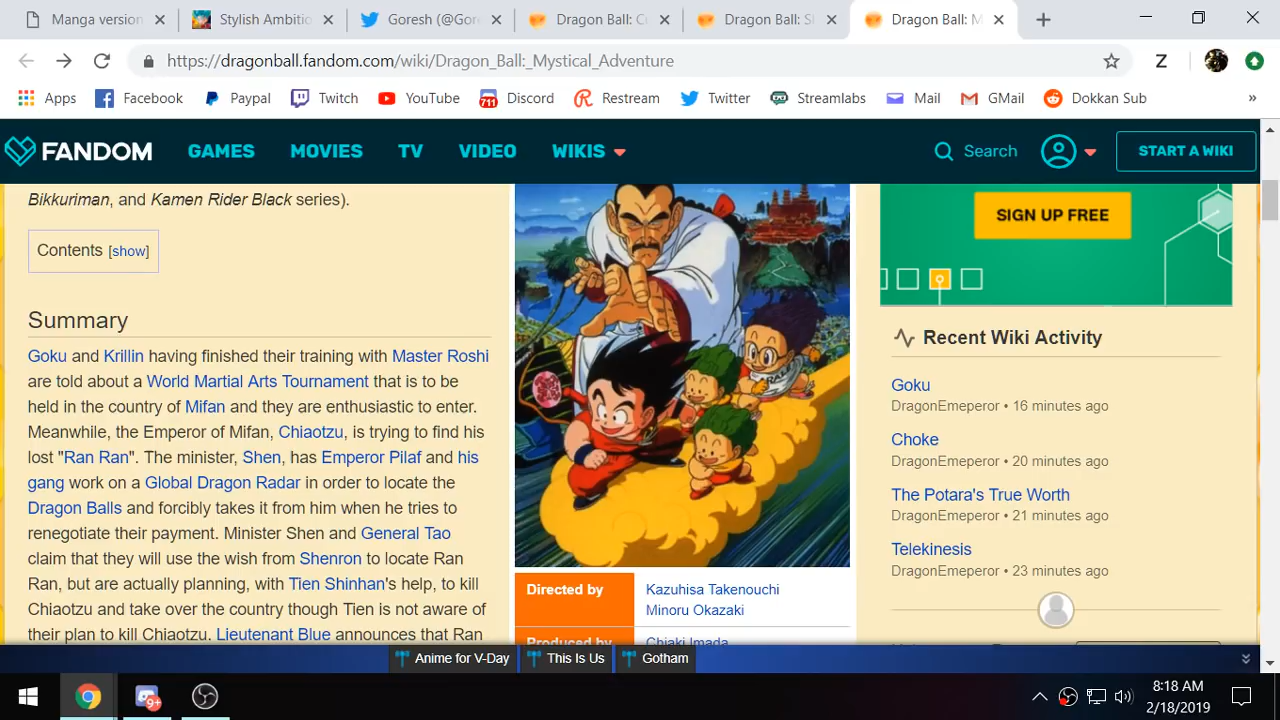 Manga version
Stylish Ambitio
Goresh (@Gore
Dragon Ball: C
Dragon Ball: S
Dragon Ball: M
https://dragonball.fandom.com/wiki/Dragon_Ball:_Mystical_Adventure
Z
Apps
Facebook
Paypal
Twitch
YouTube
711
Discord
Restream
Twitter
Streamlabs
Mail
GMail
Dokkan Sub
»
FANDOM
GAMES
MOVIES
TV
VIDEO
WIKIS
Search
START A WIKI
Bikkuriman, and Kamen Rider Black series).
Contents [show]
Summary
Goku and Krillin having finished their training with Master Roshi
are told about a World Martial Arts Tournament that is to be
held in the country of Mifan and they are enthusiastic to enter.
Meanwhile, the Emperor of Mifan, Chiaotzu, is trying to find his
lost "Ran Ran". The minister, Shen, has Emperor Pilaf and his
gang work on a Global Dragon Radar in order to locate the
Dragon Balls and forcibly takes it from him when he tries to
renegotiate their payment. Minister Shen and General Tao
claim that they will use the wish from Shenron to locate Ran
Ran, but are actually planning, with Tien Shinhan's help, to kill
Chiaotzu and take over the country though Tien is not aware of
their plan to kill Chiaotzu. Lieutenant Blue announces that Ran
Directed by
Kazuhisa Takenouchi
Minoru Okazaki
Produced by
Chiaki Imada
SIGN UP FREE
Recent Wiki Activity
Goku
DragonEmeperor • 16 minutes ago
Choke
DragonEmeperor • 20 minutes ago
The Potara's True Worth
DragonEmeperor • 21 minutes ago
Telekinesis
DragonEmeperor • 23 minutes ago
Anime for V-Day
This Is Us
Gotham
9+
8:18 AM
2/18/2019